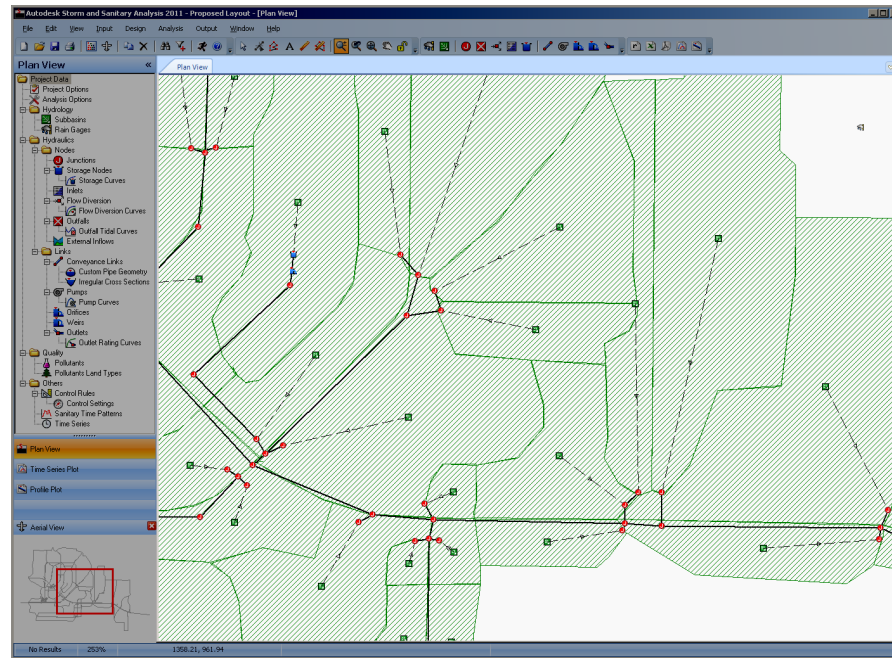 Autodesk Storm and Sanitary Analysis 2011 - Proposed Layout - [Plan View]
File Edit View Input Design Analysis Output Window Help
Plan View «
Plan View
Project Data
Project Options
Analysis Options
Hydrology
Subbasins
Rain Gages
Hydraulics
Nodes
Junctions
Storage Nodes
Storage Curves
Inlets
Flow Diversion
Flow Diversion Curves
Outfalls
Outfall Tidal Curves
External Inflows
Links
Conveyance Links
Custom Pipe Geometry
Irregular Cross Sections
Pumps
Pump Curves
Orifices
Weirs
Outlets
Outlet Rating Curves
Quality
Pollutants
Pollutants Land Types
Others
Control Rules
Control Settings
Sanitary Time Patterns
Time Series
Plan View
Time Series Plot
Profile Plot
Aerial View
No Results 253% 1358.21, 961.94